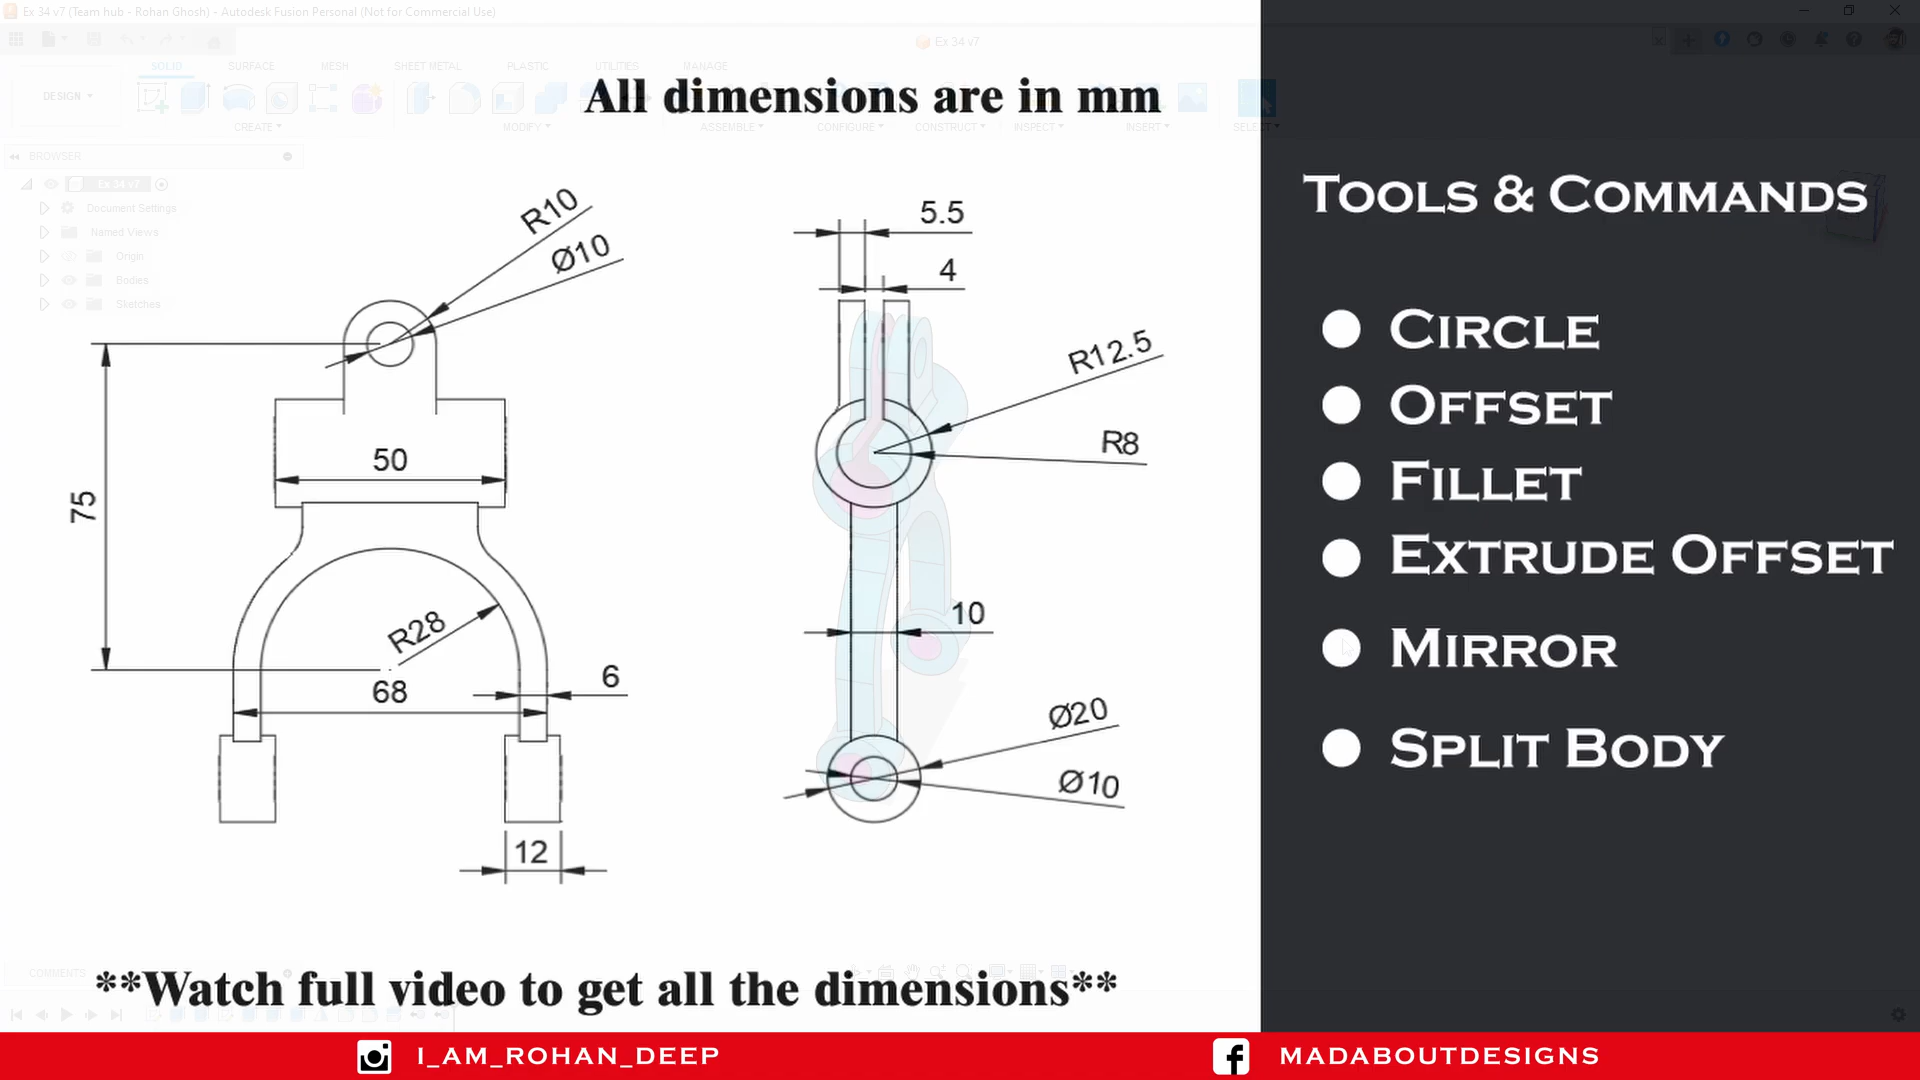 Ex 34 v7 (Team hub - Rohan Ghosh) - Autodesk Fusion Personal (Not for Commercial Use)
Ex 34 v7
SOLID SURFACE MESH SHEET METAL PLASTIC UTILITIES MANAGE
DESIGN
All dimensions are in mm
CREATE MODIFY ASSEMBLE CONFIGURE CONSTRUCT INSPECT INSERT SELECT
BROWSER
Ex 34 v7
Document Settings
Named Views
Origin
Bodies
Sketches
R10
Ø10
75
50
R28
68
6
12
5.5
4
R12.5
R8
10
Ø20
Ø10
TOOLS & COMMANDS
CIRCLE
OFFSET
FILLET
EXTRUDE OFFSET
MIRROR
SPLIT BODY
COMMENTS
**Watch full video to get all the dimensions**
I_AM_ROHAN_DEEP
MADABOUTDESIGNS